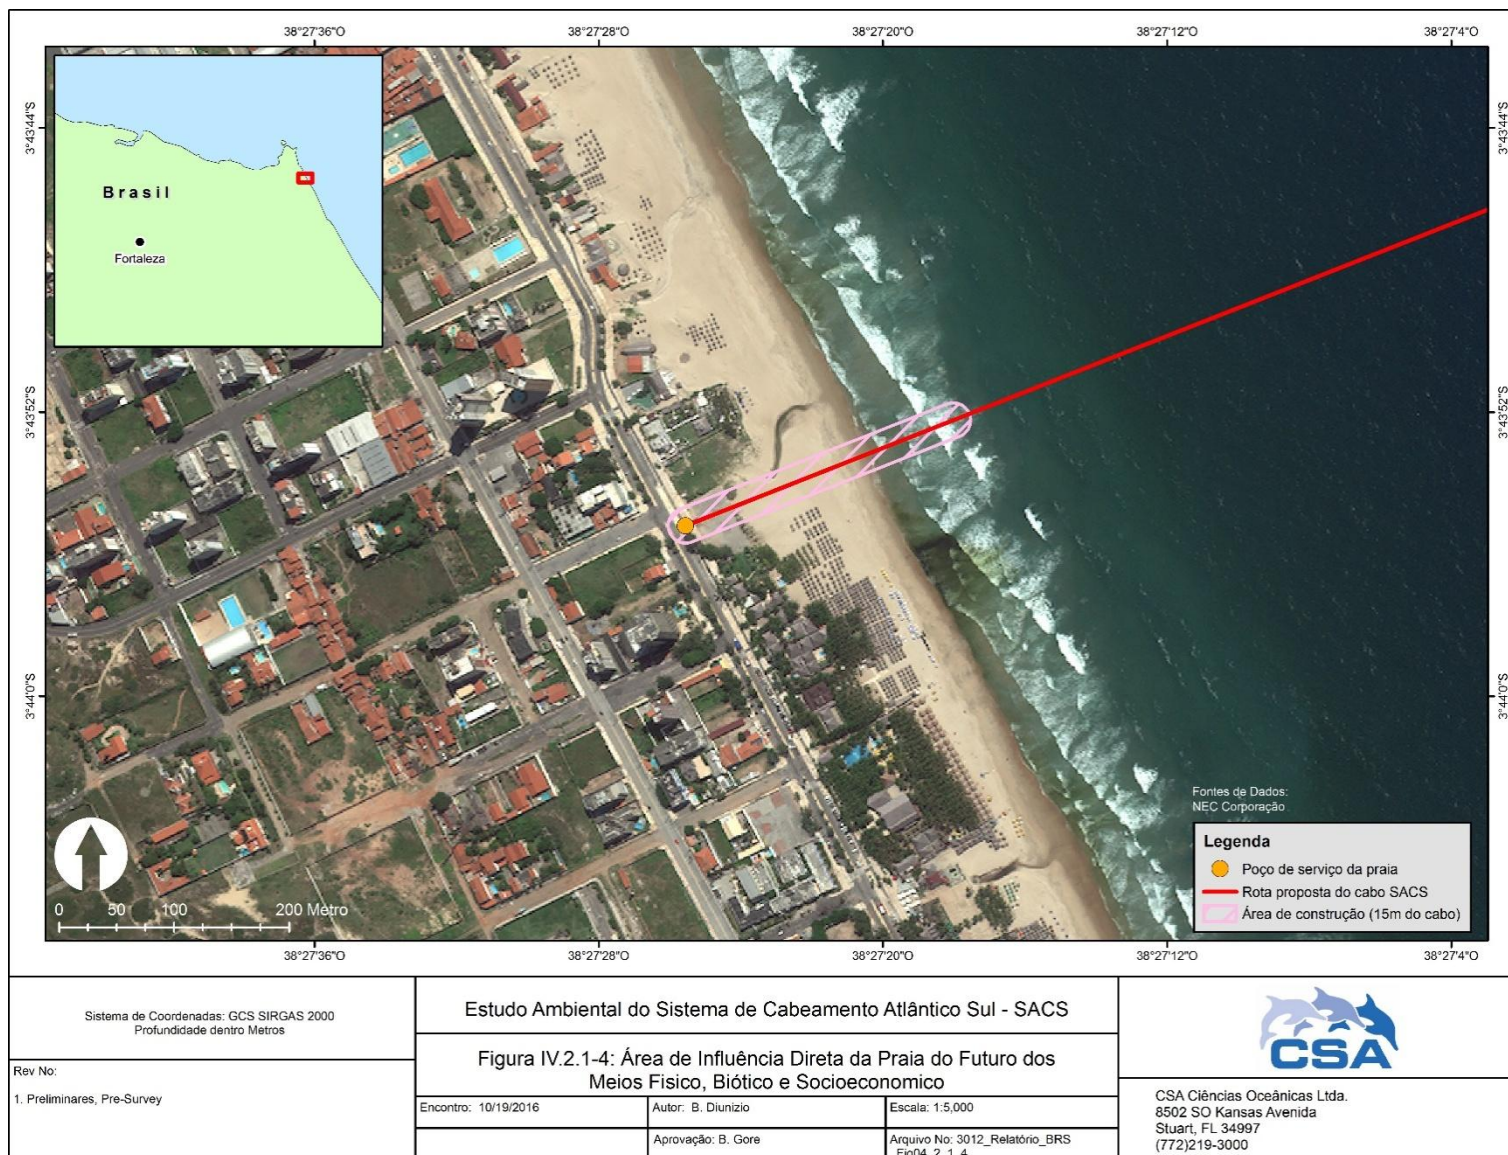 38°27'36"O
38°27'28"O
38°27'20"O
38°27'12"O
38°27'4"O
3°43'44"S
3°43'44"S
Brasil
Fortaleza
3°43'52"S
3°43'52"S
3°44'0"S
3°44'0"S
Fontes de Dados:
NEC Corporação
Legenda
Poço de serviço da praia
Rota proposta do cabo SACS
Área de construção (15m do cabo)
0 50 100 200 Metro
38°27'36"O
38°27'28"O
38°27'20"O
38°27'12"O
38°27'4"O
Sistema de Coordenadas: GCS SIRGAS 2000
Profundidade dentro Metros
Rev No:
1. Preliminares, Pre-Survey
Estudo Ambiental do Sistema de Cabeamento Atlântico Sul - SACS
Figura IV.2.1-4: Área de Influência Direta da Praia do Futuro dos
Meios Fisico, Biótico e Socioeconomico
Encontro: 10/19/2016
Autor: B. Diunizio
Escala: 1:5,000
Aprovação: B. Gore
Arquivo No: 3012_Relatório_BRS
_Fig04_2_1_4
CSA
CSA Ciências Oceânicas Ltda.
8502 SO Kansas Avenida
Stuart, FL 34997
(772)219-3000